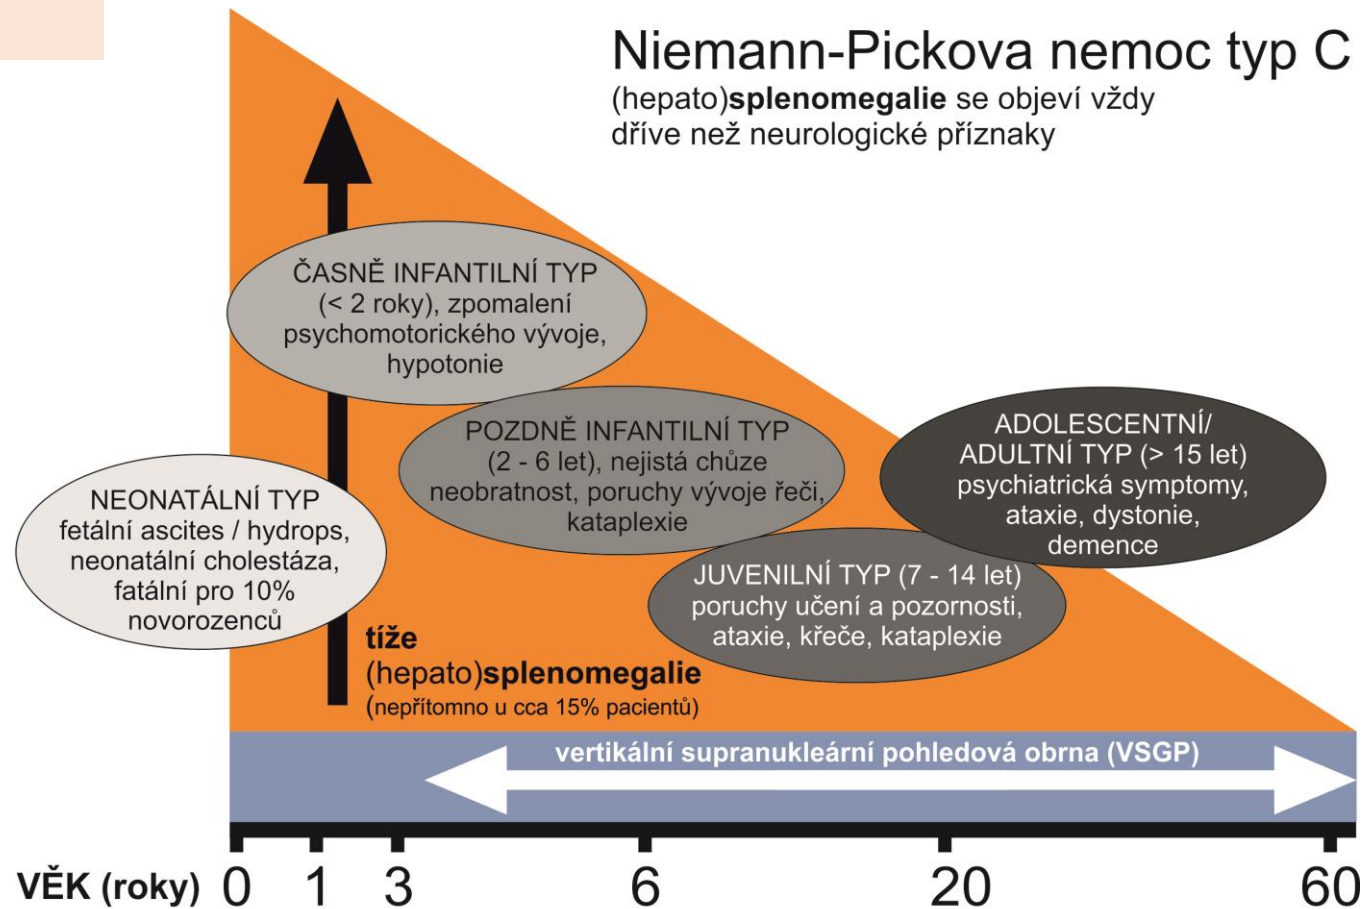 Niemann-Pickova nemoc typ C
(hepato)splenomegalie se objeví vždy
dříve než neurologické příznaky
ČASNĚ INFANTILNÍ TYP
(< 2 roky), zpomalení
psychomotorického vývoje,
hypotonie
POZDNĚ INFANTILNÍ TYP
(2 - 6 let), nejistá chůze
neobratnost, poruchy vývoje řeči,
kataplexie
ADOLESCENTNÍ/
ADULTNÍ TYP (> 15 let)
psychiatrická symptomy,
ataxie, dystonie,
demence
NEONATÁLNÍ TYP
fetální ascites / hydrops,
neonatální cholestáza,
fatální pro 10%
novorozenců
JUVENILNÍ TYP (7 - 14 let)
poruchy učení a pozornosti,
ataxie, křeče, kataplexie
tíže
(hepato)splenomegalie
(nepřítomno u cca 15% pacientů)
vertikální supranukleární pohledová obrna (VSGP)
VĚK (roky) 0 1 3 6 20 60